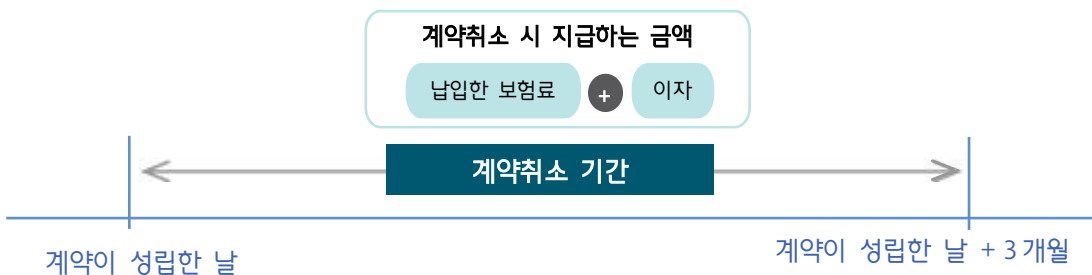 계약취소 시 지급하는 금액
납입한 보험료 + 이자
계약취소 기간
계약이 성립한 날
계약이 성립한 날 + 3개월